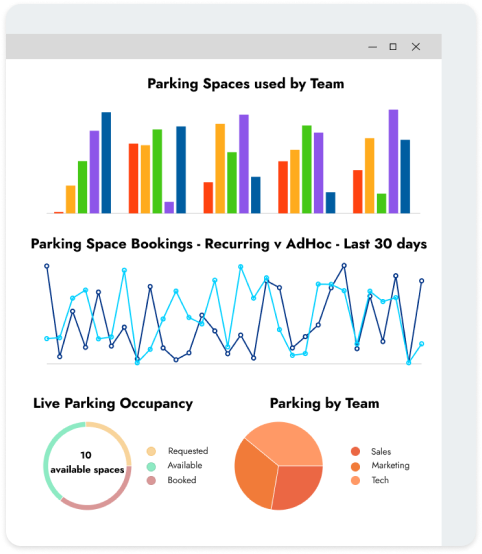 Parking Spaces used by Team
Parking Space Bookings - Recurring v AdHoc - Last 30 days
Live Parking Occupancy
10
available spaces
Requested
Available
Booked
Parking by Team
Sales
Marketing
Tech